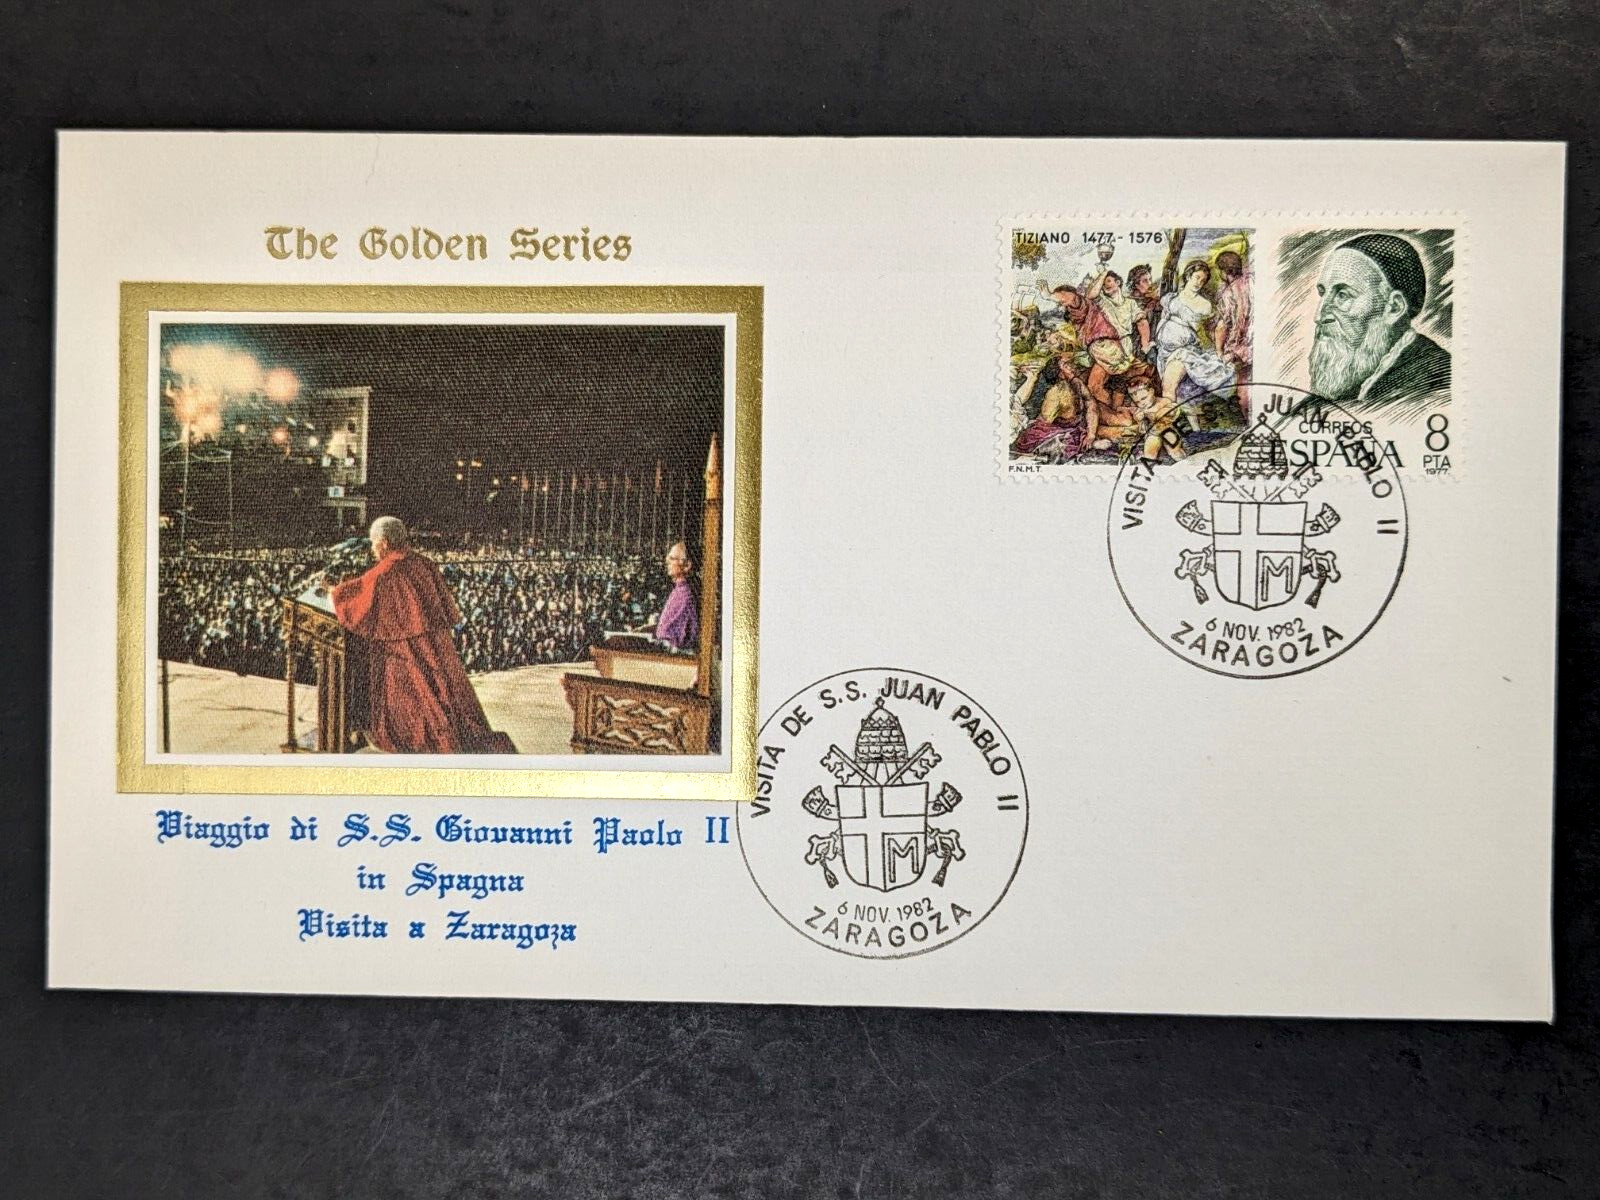 The Golden Series
TIZIANO 1477 - 1576
CORREOS
ESPAÑA
8
PTA
1977
F.N.M.T.
VISITA DE JUAN PABLO II
6 NOV. 1982
ZARAGOZA
VISITA DE S.S. JUAN PABLO II
M
6 NOV. 1982
ZARAGOZA
M
Viaggio di S.S. Giovanni Paolo II
in Spagna
Visita a Zaragoza